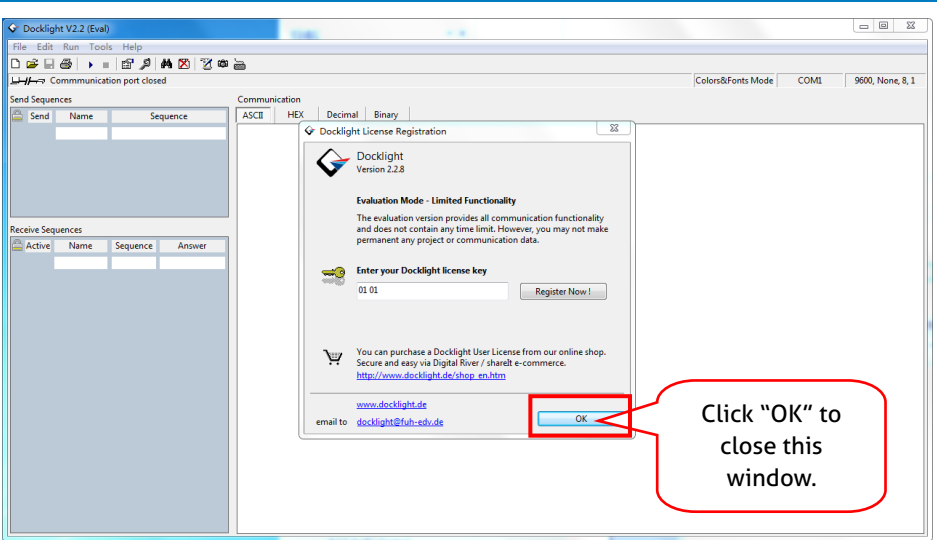 Docklight V2.2 (Eval)
File Edit Run Tools Help
Commmunication port closed
Colors&Fonts Mode COM1 9600, None, 8, 1
Send Sequences
Send Name Sequence
Communication
ASCII HEX Decimal Binary
Docklight License Registration
Docklight
Version 2.2.8
Evaluation Mode - Limited Functionality
The evaluation version provides all communication functionality
and does not contain any time limit. However, you may not make
permanent any project or communication data.
Receive Sequences
Active Name Sequence Answer
Enter your Docklight license key
01 01
Register Now !
You can purchase a Docklight User License from our online shop.
Secure and easy via Digital River / shareIt e-commerce.
http://www.docklight.de/shop_en.htm
www.docklight.de
email to docklight@fuh-edv.de
OK
Click “OK” to
close this
window.